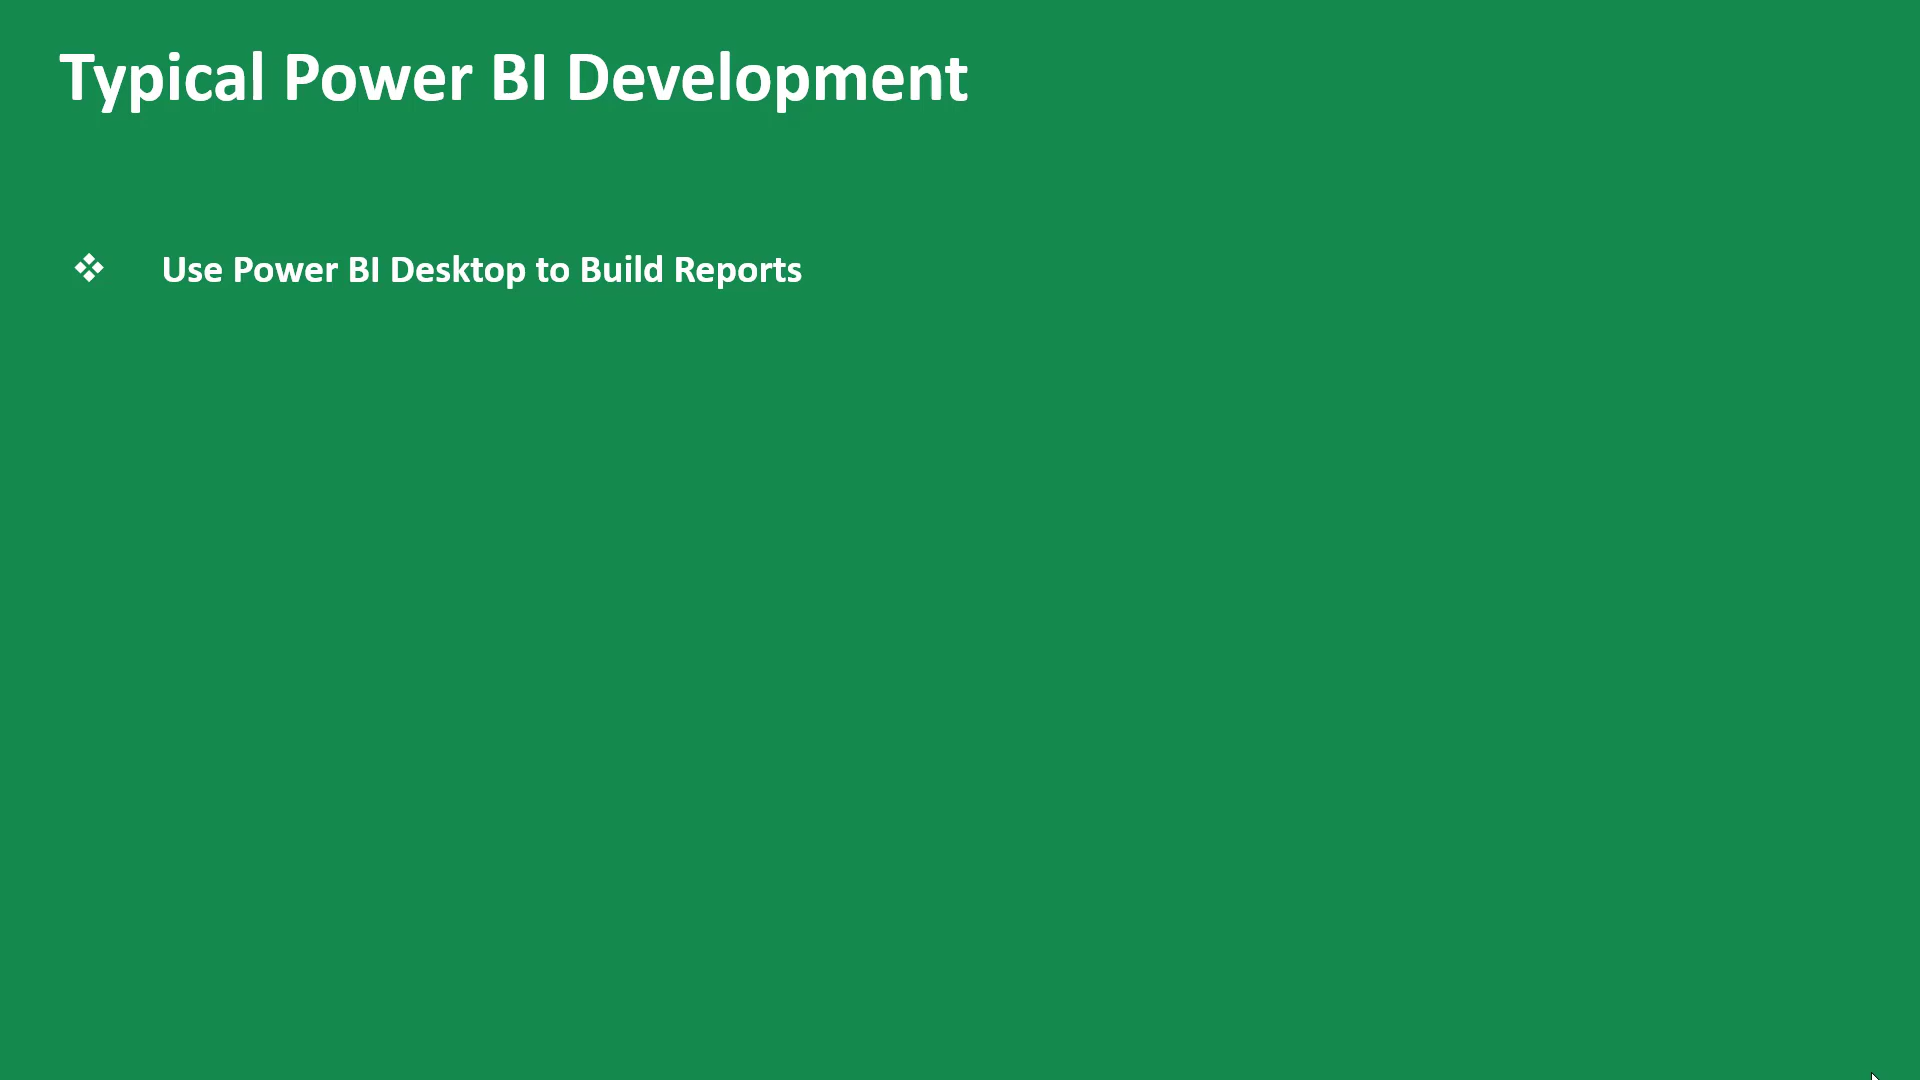 Typical Power BI Development
❖ Use Power BI Desktop to Build Reports